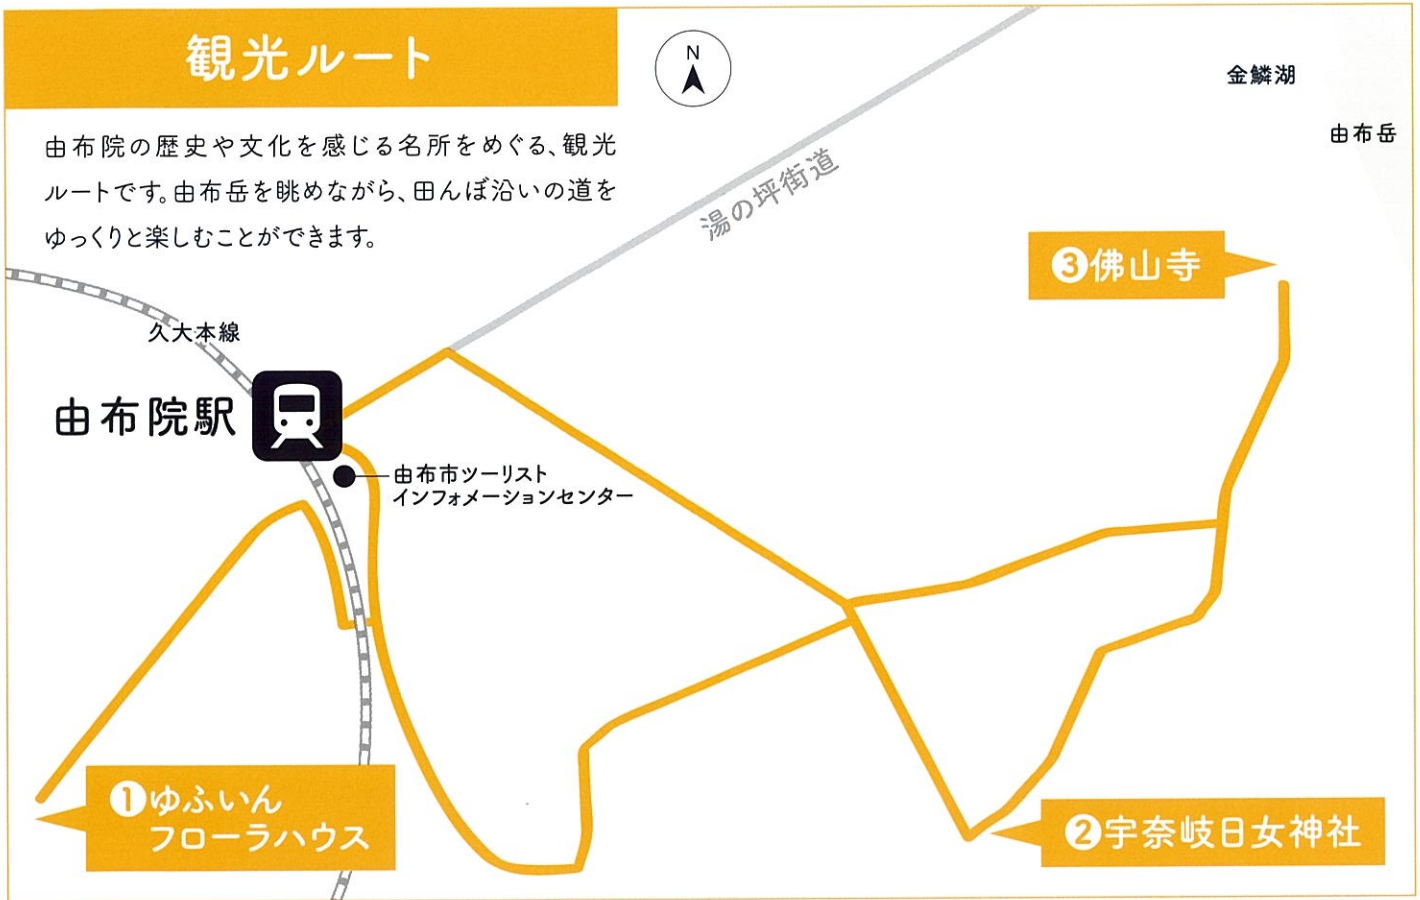 観光ルート
N
由布院の歴史や文化を感じる名所をめぐる、観光
ルートです。由布岳を眺めながら、田んぼ沿いの道を
ゆっくりと楽しむことができます。
金鱗湖
由布岳
湯の坪街道
❸佛山寺
久大本線
由布院駅
由布市ツーリスト
インフォメーションセンター
❶ゆふいん
フローラハウス
❷宇奈岐日女神社